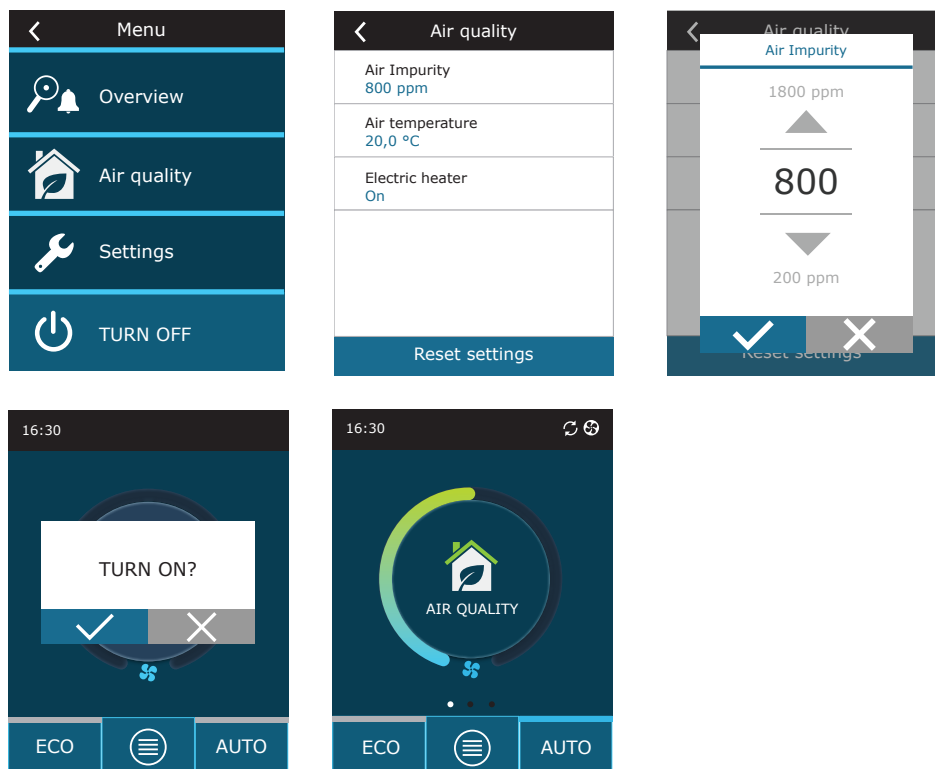 Menu
Overview
Air quality
Settings
TURN OFF
Air quality
Air Impurity
800 ppm
Air temperature
20,0 °C
Electric heater
On
Reset settings
Air quality
Air Impurity
1800 ppm
800
200 ppm
Reset settings
16:30
TURN ON?
ECO
AUTO
16:30
AIR QUALITY
ECO
AUTO